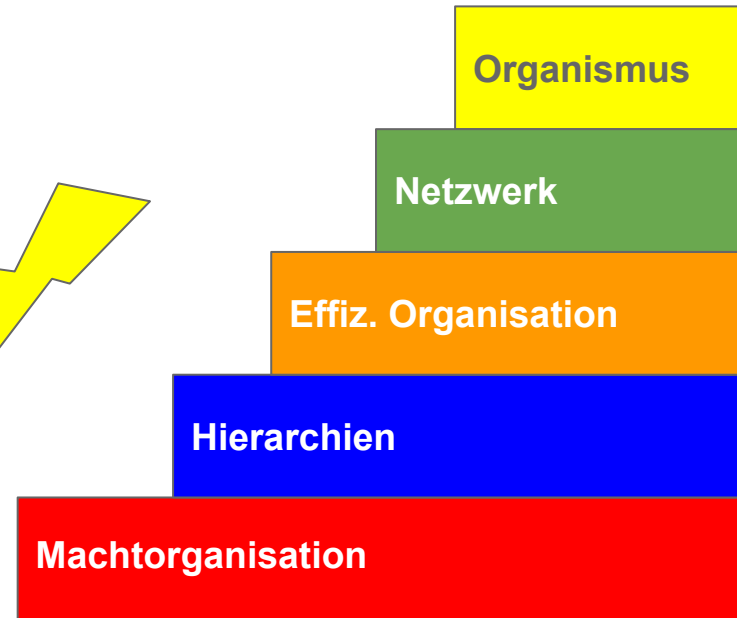 Organismus
Netzwerk
Effiz. Organisation
Hierarchien
Machtorganisation